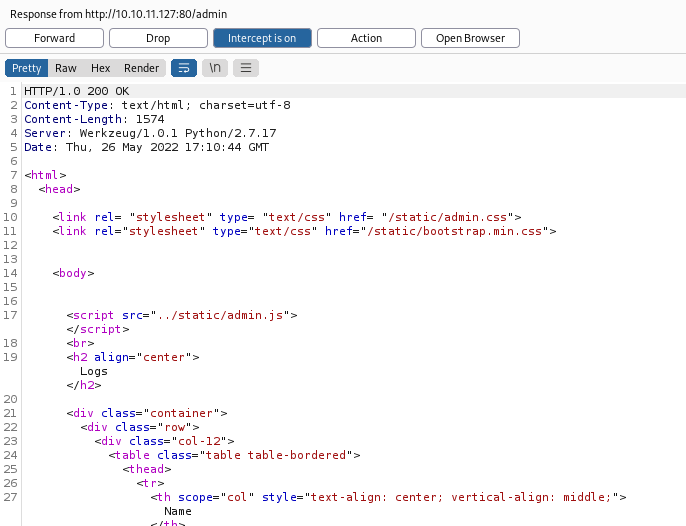 Response from http://10.10.11.127:80/admin
Forward Drop Intercept is on Action Open Browser
Pretty Raw Hex Render \n
1 HTTP/1.0 200 OK
2 Content-Type: text/html; charset=utf-8
3 Content-Length: 1574
4 Server: Werkzeug/1.0.1 Python/2.7.17
5 Date: Thu, 26 May 2022 17:10:44 GMT
6
7 <html>
8 <head>
9
10 <link rel= "stylesheet" type= "text/css" href= "/static/admin.css">
11 <link rel="stylesheet" type="text/css" href="/static/bootstrap.min.css">
12
13
14 <body>
15
16
17 <script src="../static/admin.js">
</script>
18 <br>
19 <h2 align="center">
Logs
</h2>
20
21 <div class="container">
22 <div class="row">
23 <div class="col-12">
24 <table class="table table-bordered">
25 <thead>
26 <tr>
27 <th scope="col" style="text-align: center; vertical-align: middle;">
Name
</th>